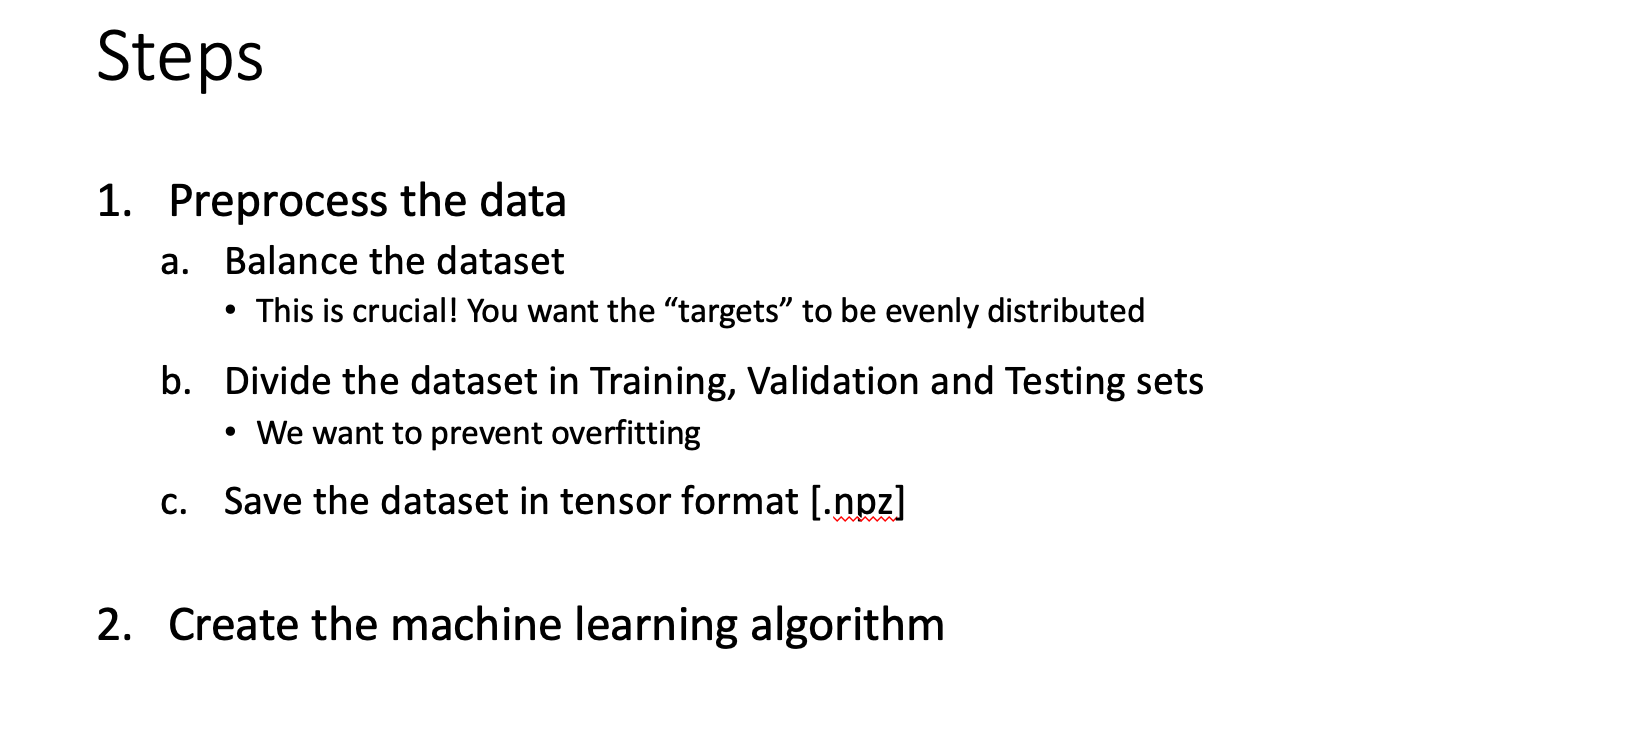 Steps
1. Preprocess the data
a. Balance the dataset
• This is crucial! You want the “targets” to be evenly distributed
b. Divide the dataset in Training, Validation and Testing sets
• We want to prevent overfitting
c. Save the dataset in tensor format [.npz]
2. Create the machine learning algorithm